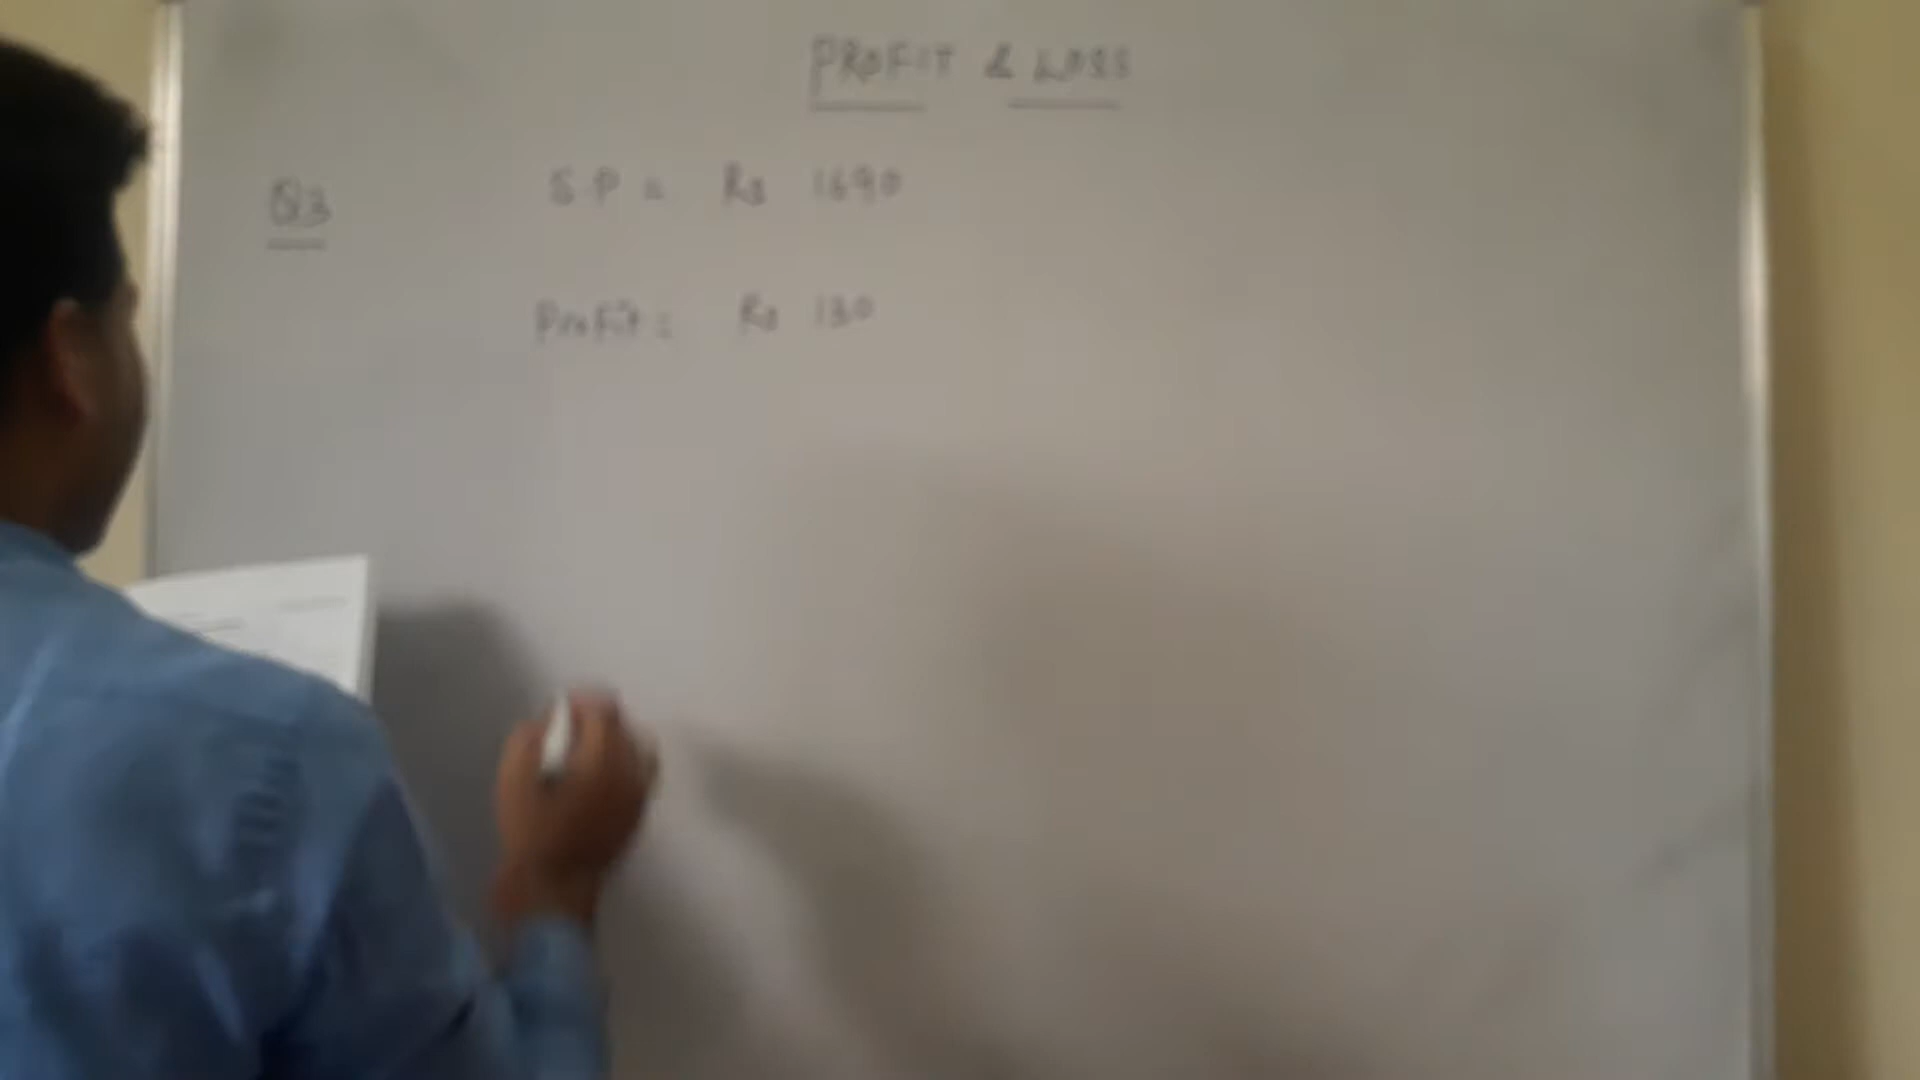 PROFIT & LOSS
Q3 S.P = Rs 1690
Profit = Rs 130